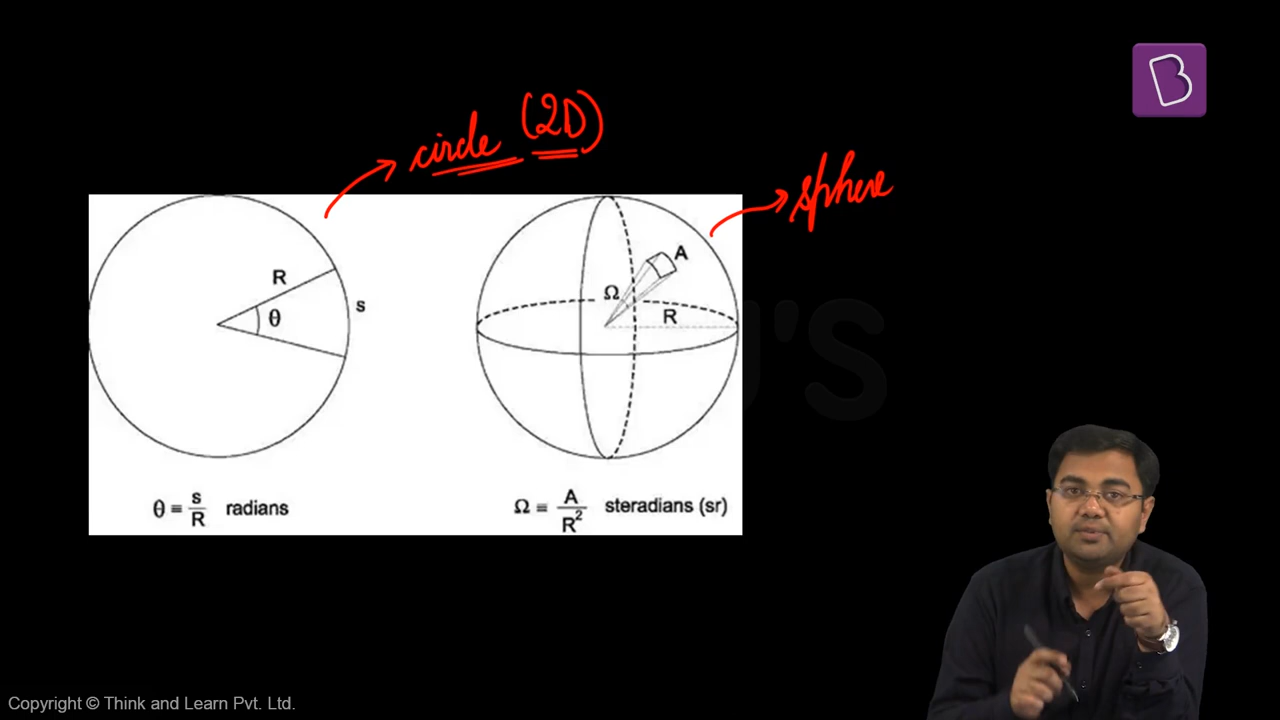 B
circle (2D)
sphere
R
θ
s
A
Ω
R
θ ≡ s/R radians
Ω ≡ A/R² steradians (sr)
'S
Copyright © Think and Learn Pvt. Ltd.